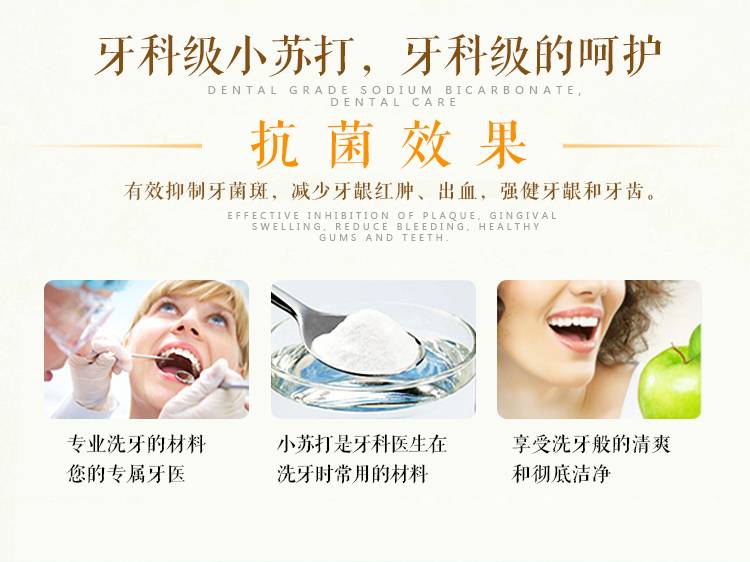 牙科级小苏打，牙科级的呵护
DENTAL GRADE SODIUM BICARBONATE,
DENTAL CARE
抗菌效果
有效抑制牙菌斑，减少牙龈红肿、出血，强健牙龈和牙齿。
EFFECTIVE INHIBITION OF PLAQUE, GINGIVAL
SWELLING, REDUCE BLEEDING, HEALTHY
GUMS AND TEETH.
专业洗牙的材料
您的专属牙医
小苏打是牙科医生在
洗牙时常用的材料
享受洗牙般的清爽
和彻底洁净